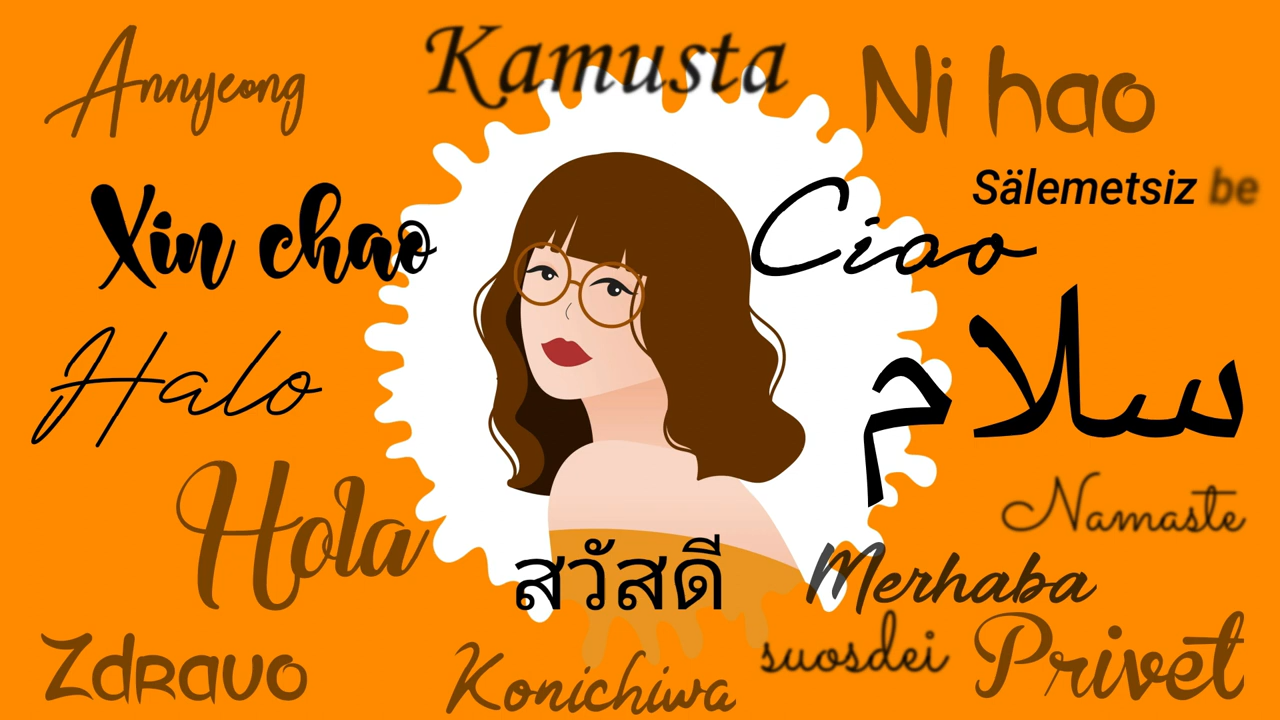 Annyeong
Kamusta
Ni hao
Sälemetsiz be
Xin chao
Ciao
Halo
سلام
Hola
Namaste
สวัสดี
Merhaba
suosdei
Privet
Zdravo
Konichiwa